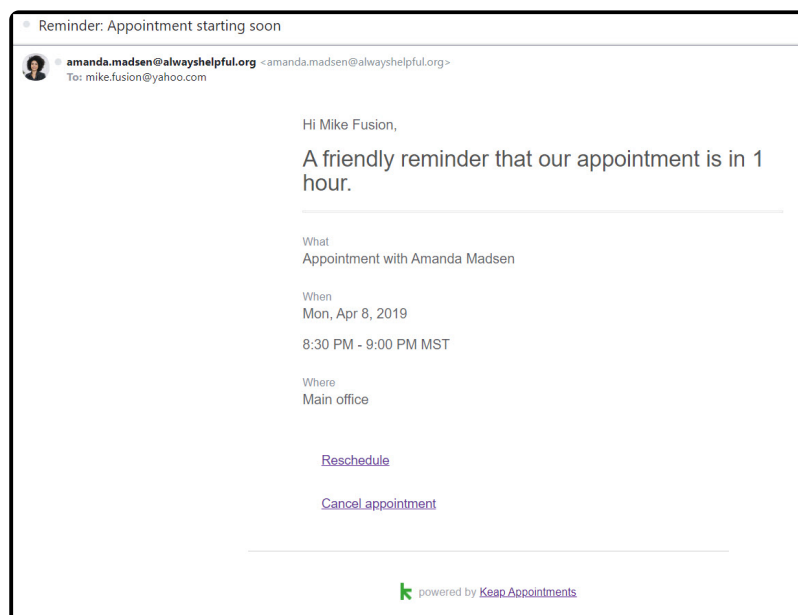 Reminder: Appointment starting soon
amanda.madsen@alwayshelpful.org <amanda.madsen@alwayshelpful.org>
To: mike.fusion@yahoo.com
Hi Mike Fusion,
A friendly reminder that our appointment is in 1
hour.
What
Appointment with Amanda Madsen
When
Mon, Apr 8, 2019
8:30 PM - 9:00 PM MST
Where
Main office
Reschedule
Cancel appointment
powered by Keap Appointments